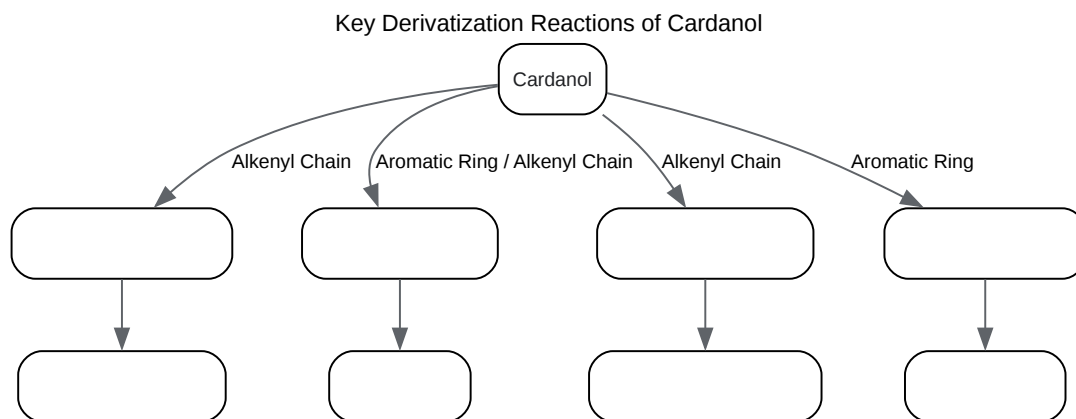 Key Derivatization Reactions of Cardanol
Cardanol
Alkenyl Chain
Aromatic Ring / Alkenyl Chain
Alkenyl Chain
Aromatic Ring